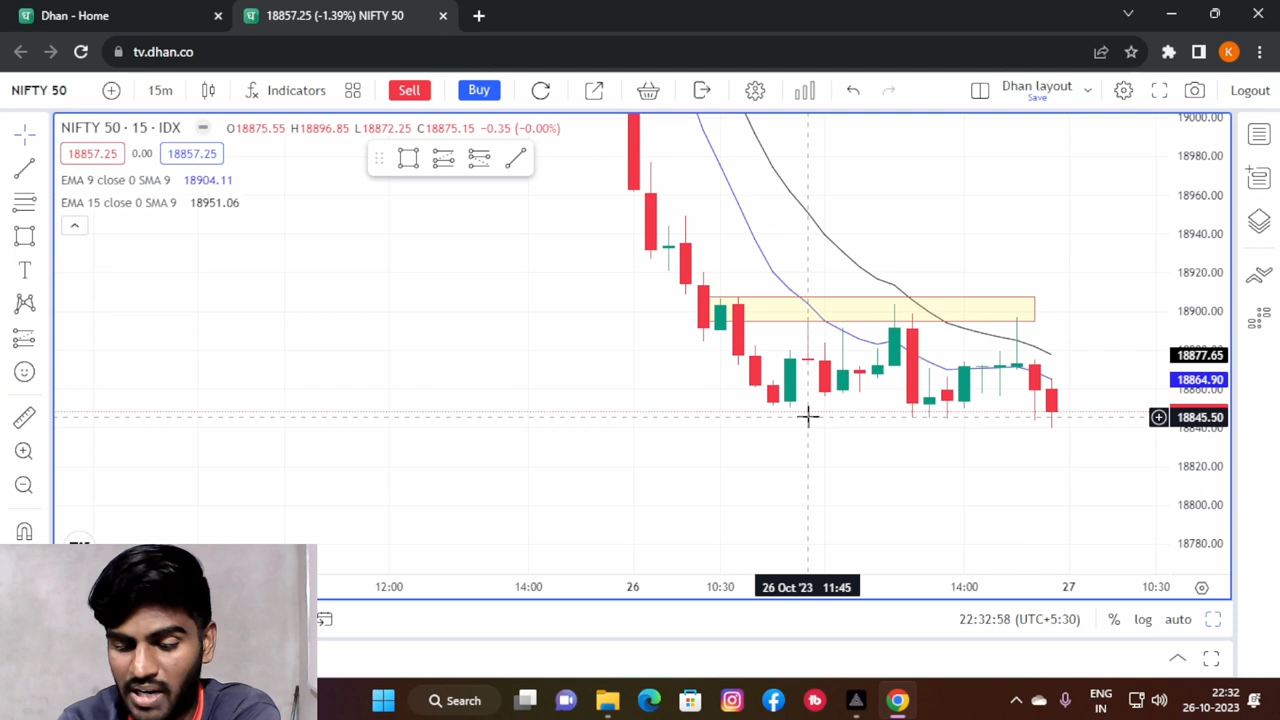 Dhan - Home
18857.25 (-1.39%) NIFTY 50
tv.dhan.co
K
NIFTY 50
15m
Indicators
Sell
Buy
Dhan layout
Save
Logout
NIFTY 50 · 15 · IDX
O18875.55 H18896.85 L18872.25 C18875.15 -0.35 (-0.00%)
18857.25
0.00
18857.25
EMA 9 close 0 SMA 9 18904.11
EMA 15 close 0 SMA 9 18951.06
T
19000.00
18980.00
18960.00
18940.00
18920.00
18900.00
18877.65
18864.90
18860.00
18845.50
18840.00
18820.00
18800.00
18780.00
12:00
14:00
26
10:30
26 Oct '23 11:45
14:00
27
10:30
22:32:58 (UTC+5:30)
%
log
auto
Search
ENG
IN
22:32
26-10-2023